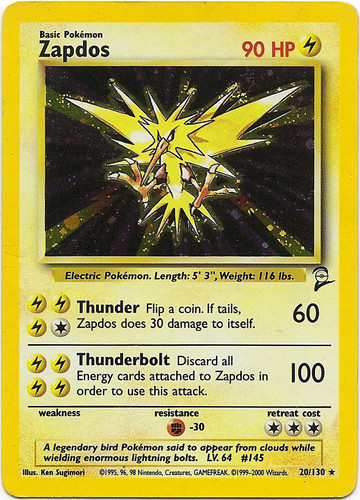 Basic Pokémon
Zapdos 90 HP
Electric Pokémon. Length: 5' 3", Weight: 116 lbs.
Thunder Flip a coin. If tails,
Zapdos does 30 damage to itself. 60
Thunderbolt Discard all
Energy cards attached to Zapdos in
order to use this attack. 100
weakness resistance retreat cost
-30
A legendary bird Pokémon said to appear from clouds while
wielding enormous lightning bolts. LV. 64 #145
Illus. Ken Sugimori ©1995, 96, 98 Nintendo, Creatures, GAMEFREAK. ©1999-2000 Wizards. 20/130 ★